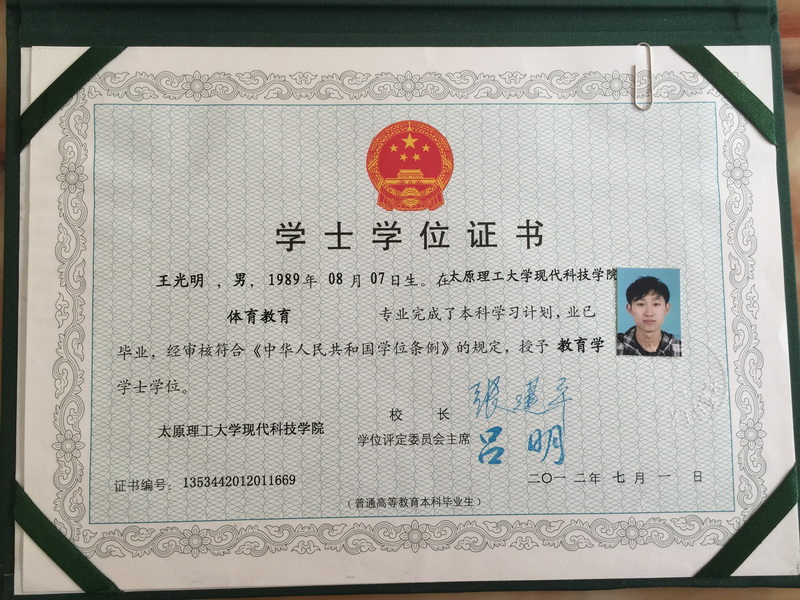 学士学位证书
王光明 ，男，1989年 08月 07日生。在太原理工大学现代科技学院
体育教育 专业完成了本科学习计划，业已
毕业，经审核符合《中华人民共和国学位条例》的规定，授予 教育学
学士学位。
校 长 张建平
太原理工大学现代科技学院
学位评定委员会主席 吕明
证书编号：1353442012011669
二〇一二年 七 月 一 日
（普通高等教育本科毕业生）